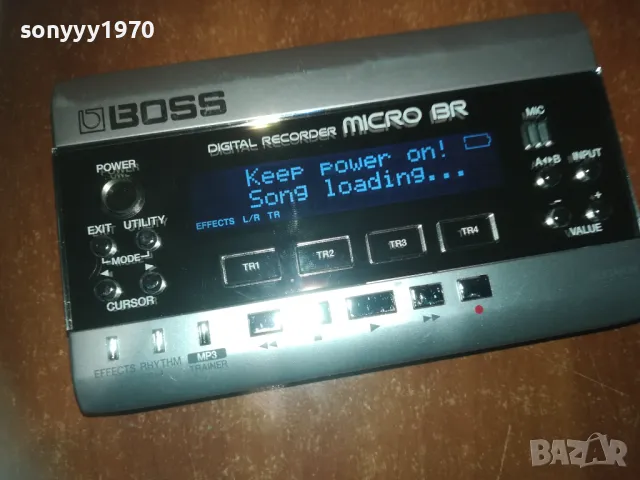 sonyyy1970
BOSS
DIGITAL RECORDER MICRO BR
MIC
POWER
Keep power on!
Song loading...
EFFECTS L/R TR
A↔B INPUT
EXIT UTILITY
MODE
CURSOR
TR1 TR2 TR3 TR4
- +
VALUE
EFFECTS RHYTHM MP3
TRAINER
BAZAR
bg